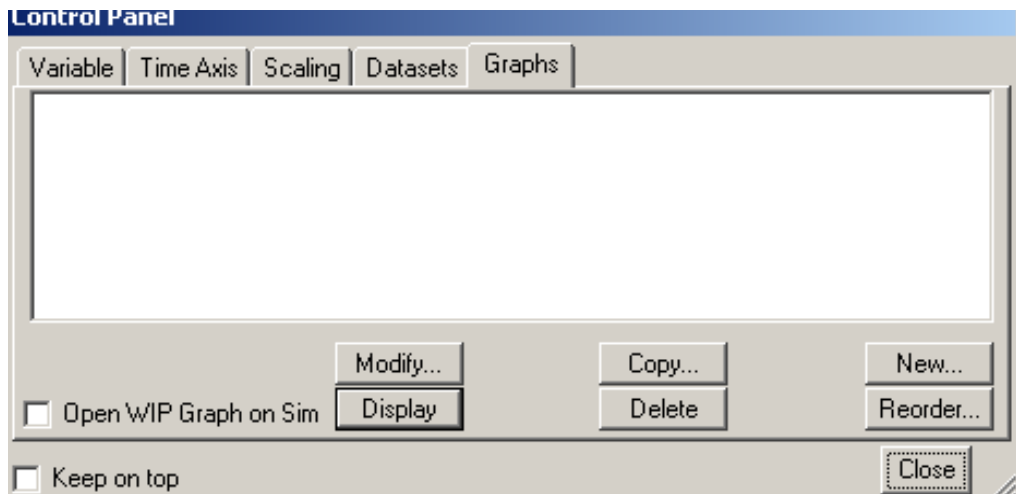 Control Panel
Variable Time Axis Scaling Datasets Graphs
Modify... Copy... New...
Open WIP Graph on Sim Display Delete Reorder...
Keep on top Close